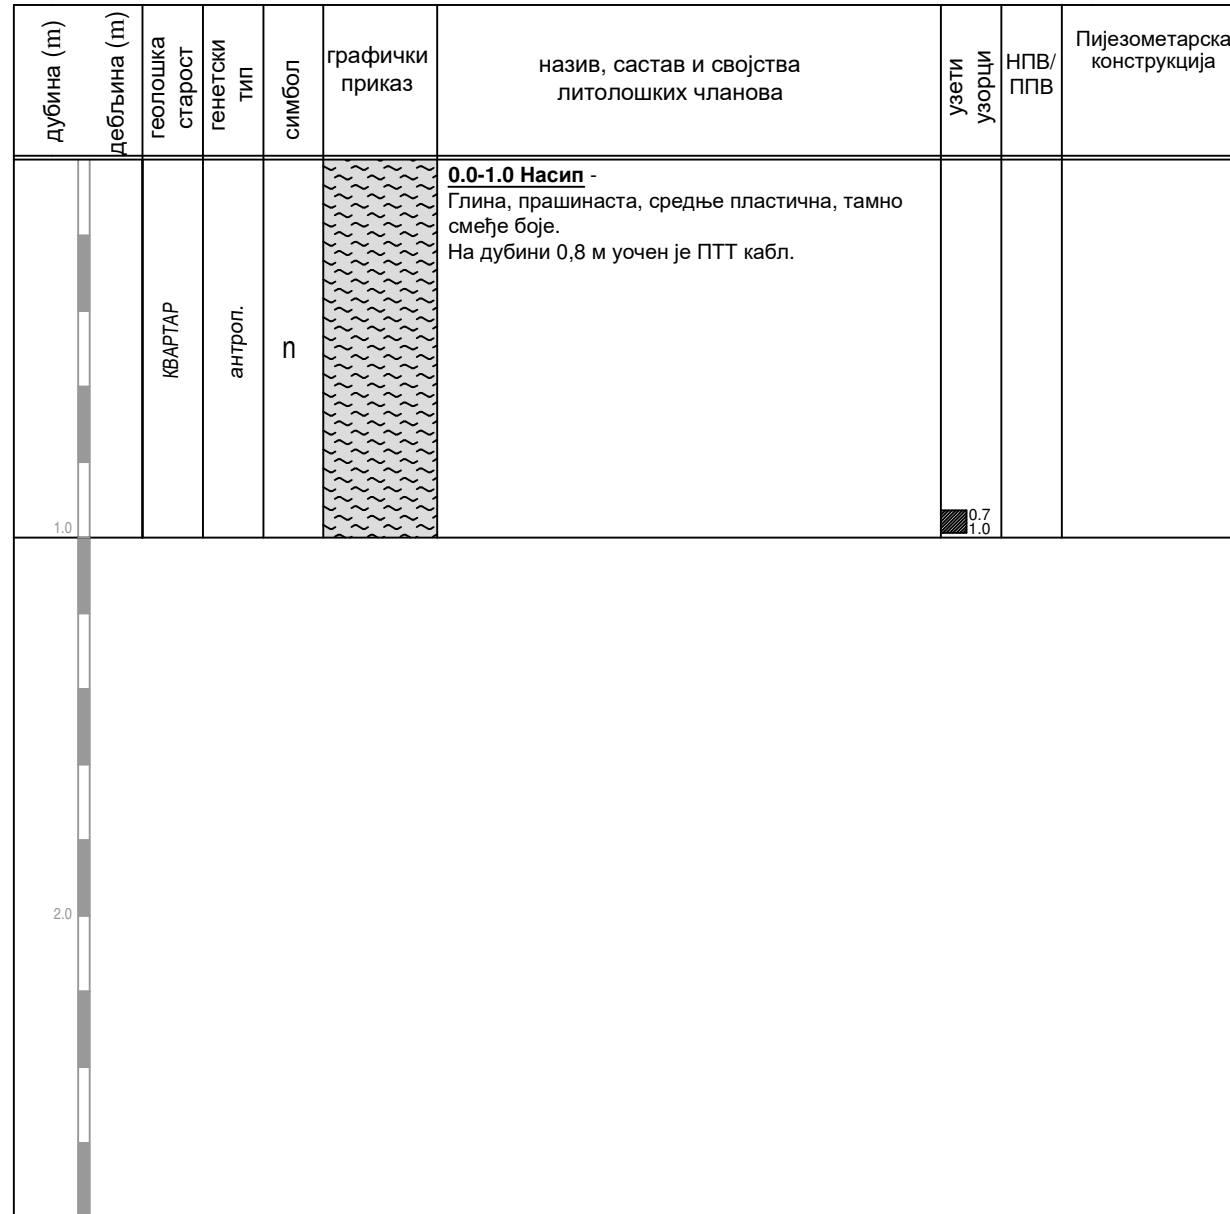 дубина (m)
дебљина (m)
геолошка
старост
генетски
тип
симбол
графички
приказ
назив, састав и својства
литолошких чланова
узети
узорци
НПВ/
ППВ
Пијезометарска
конструкција
0.0-1.0 Насип -
Глина, прашинаста, средње пластична, тамно
смеђе боје.
На дубини 0,8 м уочен је ПТТ кабл.
КВАРТАР
антроп.
n
0.7
1.0
1.0
2.0